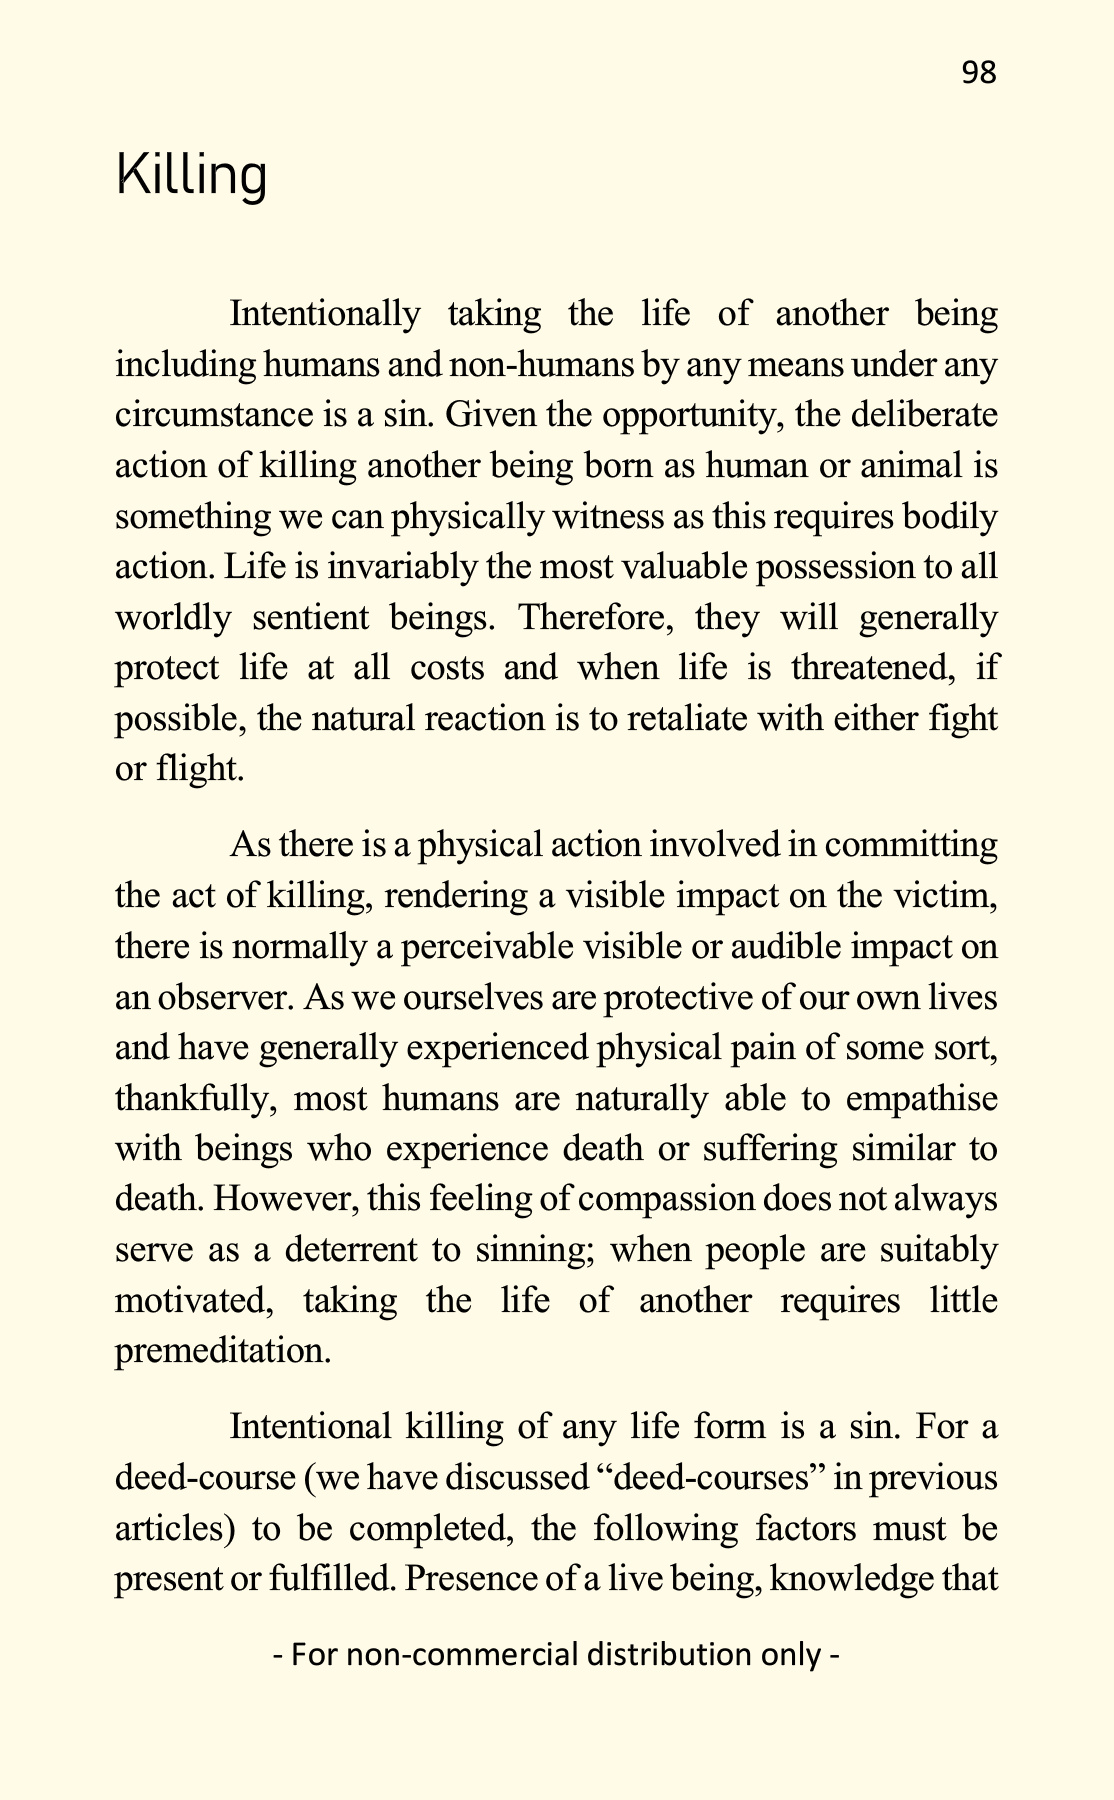 98
Killing
Intentionally taking the life of another being
including humans and non-humans by any means under any
circumstance is a sin. Given the opportunity, the deliberate
action of killing another being born as human or animal is
something we can physically witness as this requires bodily
action. Life is invariably the most valuable possession to all
worldly sentient beings. Therefore, they will generally
protect life at all costs and when life is threatened, if
possible, the natural reaction is to retaliate with either fight
or flight.
As there is a physical action involved in committing
the act of killing, rendering a visible impact on the victim,
there is normally a perceivable visible or audible impact on
an observer. As we ourselves are protective of our own lives
and have generally experienced physical pain of some sort,
thankfully, most humans are naturally able to empathise
with beings who experience death or suffering similar to
death. However, this feeling of compassion does not always
serve as a deterrent to sinning; when people are suitably
motivated, taking the life of another requires little
premeditation.
Intentional killing of any life form is a sin. For a
deed-course (we have discussed “deed-courses” in previous
articles) to be completed, the following factors must be
present or fulfilled. Presence of a live being, knowledge that
- For non-commercial distribution only -